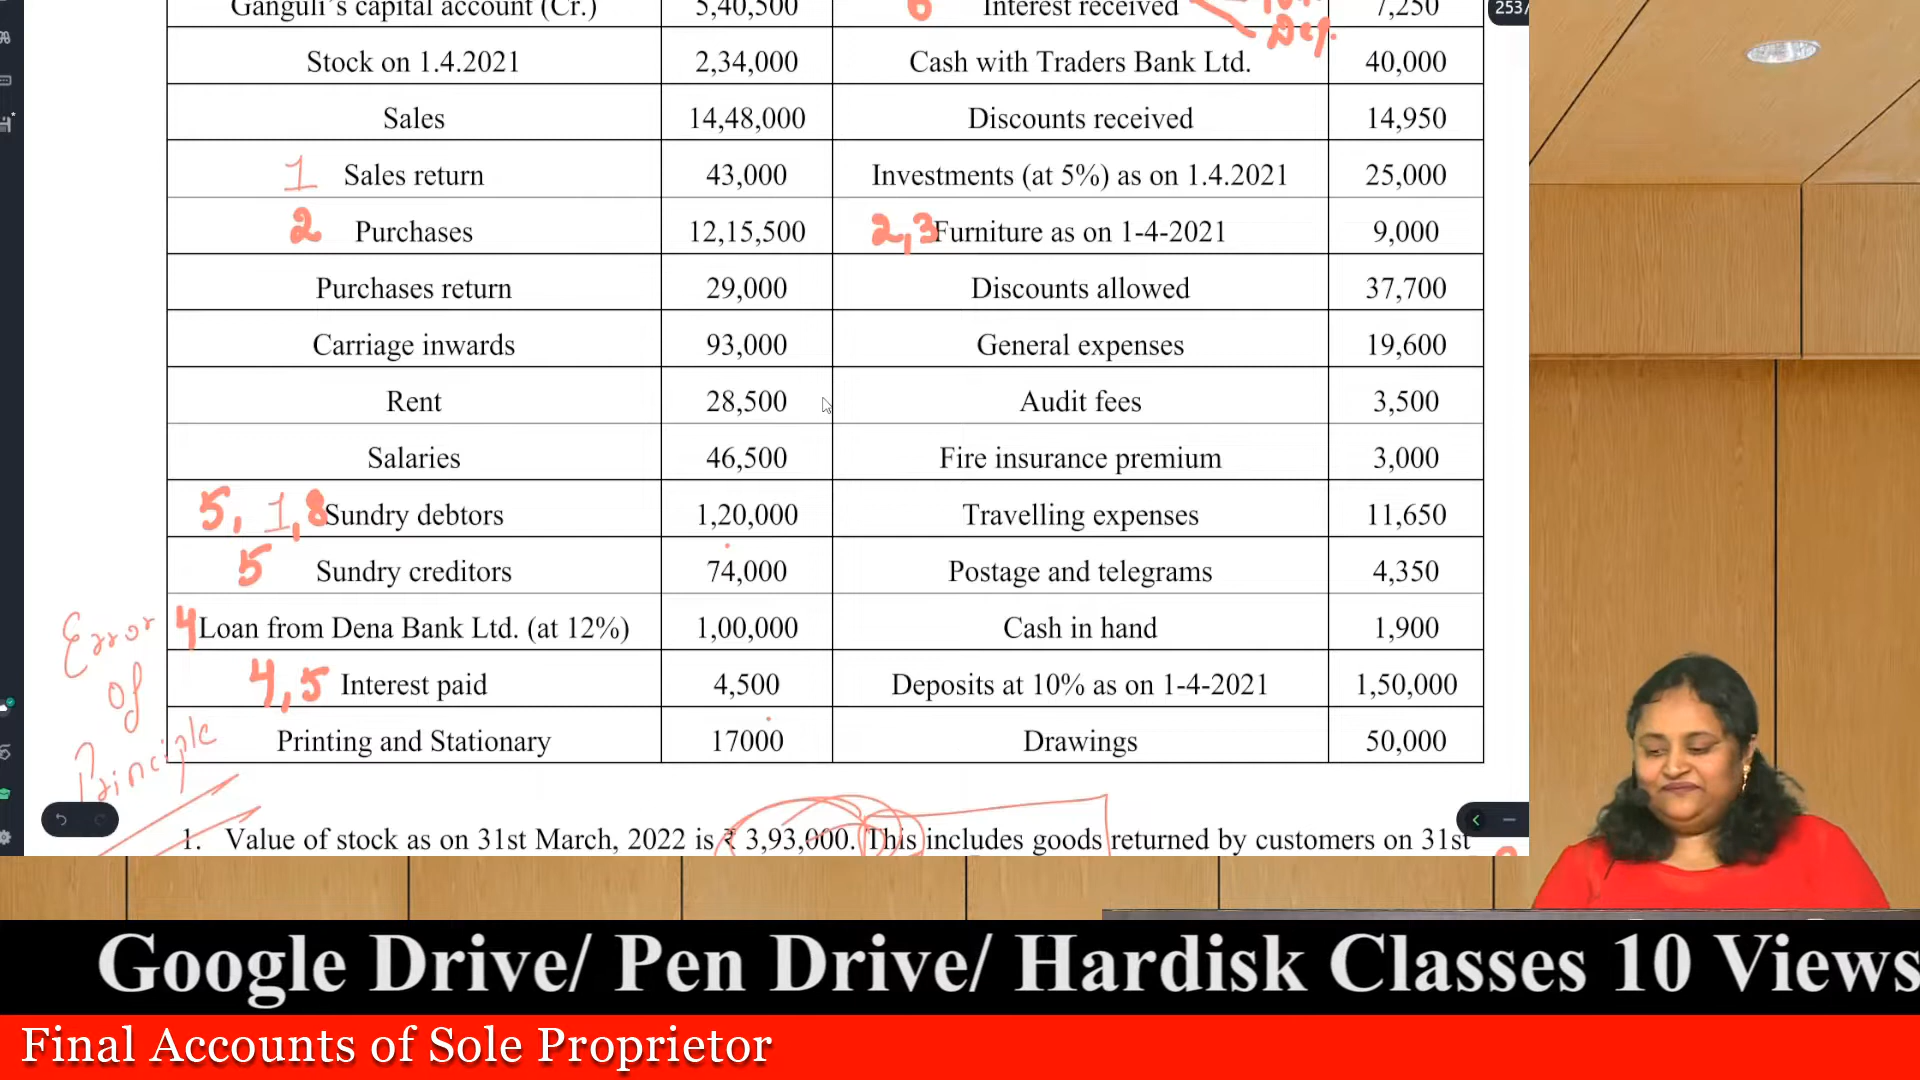 Ganguli's capital account (Cr.) 5,40,500 6 Interest received 7,250
Dep.
253/
Stock on 1.4.2021 2,34,000 Cash with Traders Bank Ltd. 40,000
Sales 14,48,000 Discounts received 14,950
1 Sales return 43,000 Investments (at 5%) as on 1.4.2021 25,000
2 Purchases 12,15,500 2,3 Furniture as on 1-4-2021 9,000
Purchases return 29,000 Discounts allowed 37,700
Carriage inwards 93,000 General expenses 19,600
Rent 28,500 Audit fees 3,500
Salaries 46,500 Fire insurance premium 3,000
5, 1,8 Sundry debtors 1,20,000 Travelling expenses 11,650
5 Sundry creditors 74,000 Postage and telegrams 4,350
4 Loan from Dena Bank Ltd. (at 12%) 1,00,000 Cash in hand 1,900
4,5 Interest paid 4,500 Deposits at 10% as on 1-4-2021 1,50,000
Printing and Stationary 17000 Drawings 50,000
Error
of
Principle
1. Value of stock as on 31st March, 2022 is ₹ 3,93,000. This includes goods returned by customers on 31st
Google Drive/ Pen Drive/ Hardisk Classes 10 Views
Final Accounts of Sole Proprietor